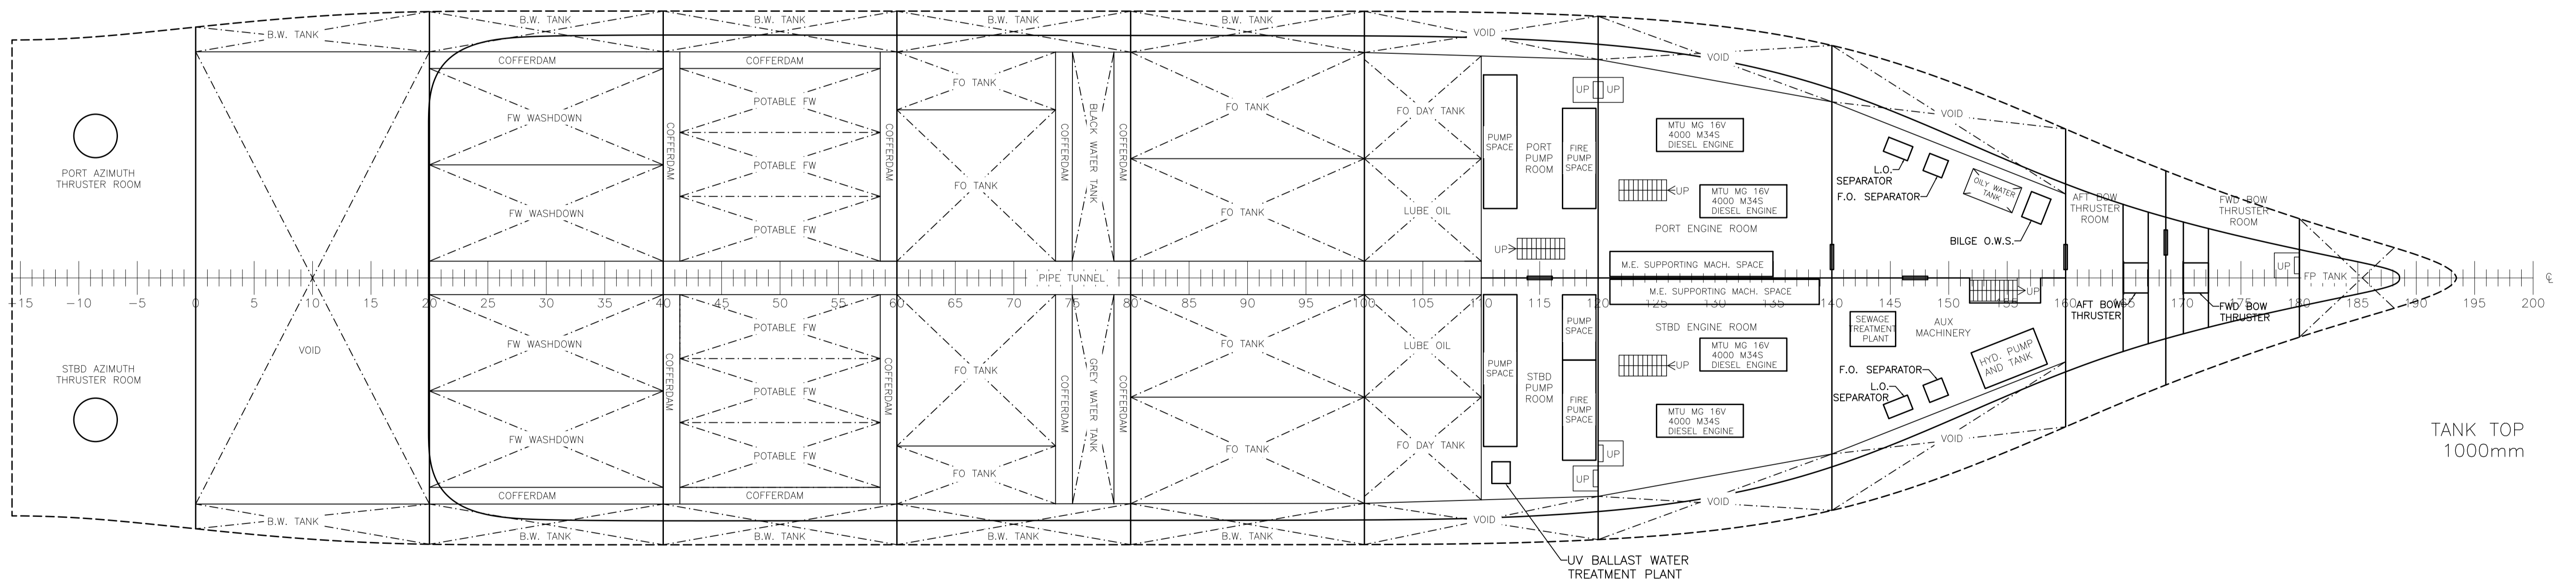 B.W. TANK
B.W. TANK
B.W. TANK
B.W. TANK
B.W. TANK
VOID
VOID
VOID
COFFERDAM
COFFERDAM
FO TANK
POTABLE FW
FW WASHDOWN
BLACK WATER TANK
FO TANK
FO DAY TANK
UP
UP
MTU MG 16V
4000 M34S
DIESEL ENGINE
PUMP
SPACE
PORT
PUMP
ROOM
FIRE
PUMP
SPACE
COFFERDAM
COFFERDAM
COFFERDAM
COFFERDAM
POTABLE FW
PORT AZIMUTH
THRUSTER ROOM
FO TANK
L.O.
SEPARATOR
F.O. SEPARATOR
OILY WATER
TANK
UP
MTU MG 16V
4000 M34S
DIESEL ENGINE
FW WASHDOWN
POTABLE FW
FO TANK
LUBE OIL
PORT ENGINE ROOM
BILGE O.W.S.
AFT BOW
THRUSTER
ROOM
FWD BOW
THRUSTER
ROOM
UP
M.E. SUPPORTING MACH. SPACE
UP
FP TANK
PIPE TUNNEL
℄
M.E. SUPPORTING MACH. SPACE
UP
-15 -10 -5 0 5 10 15 20 25 30 35 40 45 50 55 60 65 70 75 80 85 90 95 100 105 110 115 120 125 130 135 140 145 150 155 160 165 170 175 180 185 190 195 200
AFT BOW
THRUSTER
FWD BOW
THRUSTER
POTABLE FW
PUMP
SPACE
STBD ENGINE ROOM
SEWAGE
TREATMENT
PLANT
AUX
MACHINERY
VOID
FW WASHDOWN
LUBE OIL
MTU MG 16V
4000 M34S
DIESEL ENGINE
HYD. PUMP
AND TANK
STBD AZIMUTH
THRUSTER ROOM
COFFERDAM
POTABLE FW
COFFERDAM
FO TANK
COFFERDAM
GREY WATER TANK
COFFERDAM
PUMP
SPACE
STBD
PUMP
ROOM
UP
F.O. SEPARATOR
L.O.
SEPARATOR
FIRE
PUMP
SPACE
MTU MG 16V
4000 M34S
DIESEL ENGINE
POTABLE FW
FW WASHDOWN
POTABLE FW
FO TANK
FO TANK
FO DAY TANK
UP
UP
VOID
TANK TOP
1000mm
COFFERDAM
COFFERDAM
VOID
VOID
B.W. TANK
B.W. TANK
B.W. TANK
B.W. TANK
B.W. TANK
UV BALLAST WATER
TREATMENT PLANT